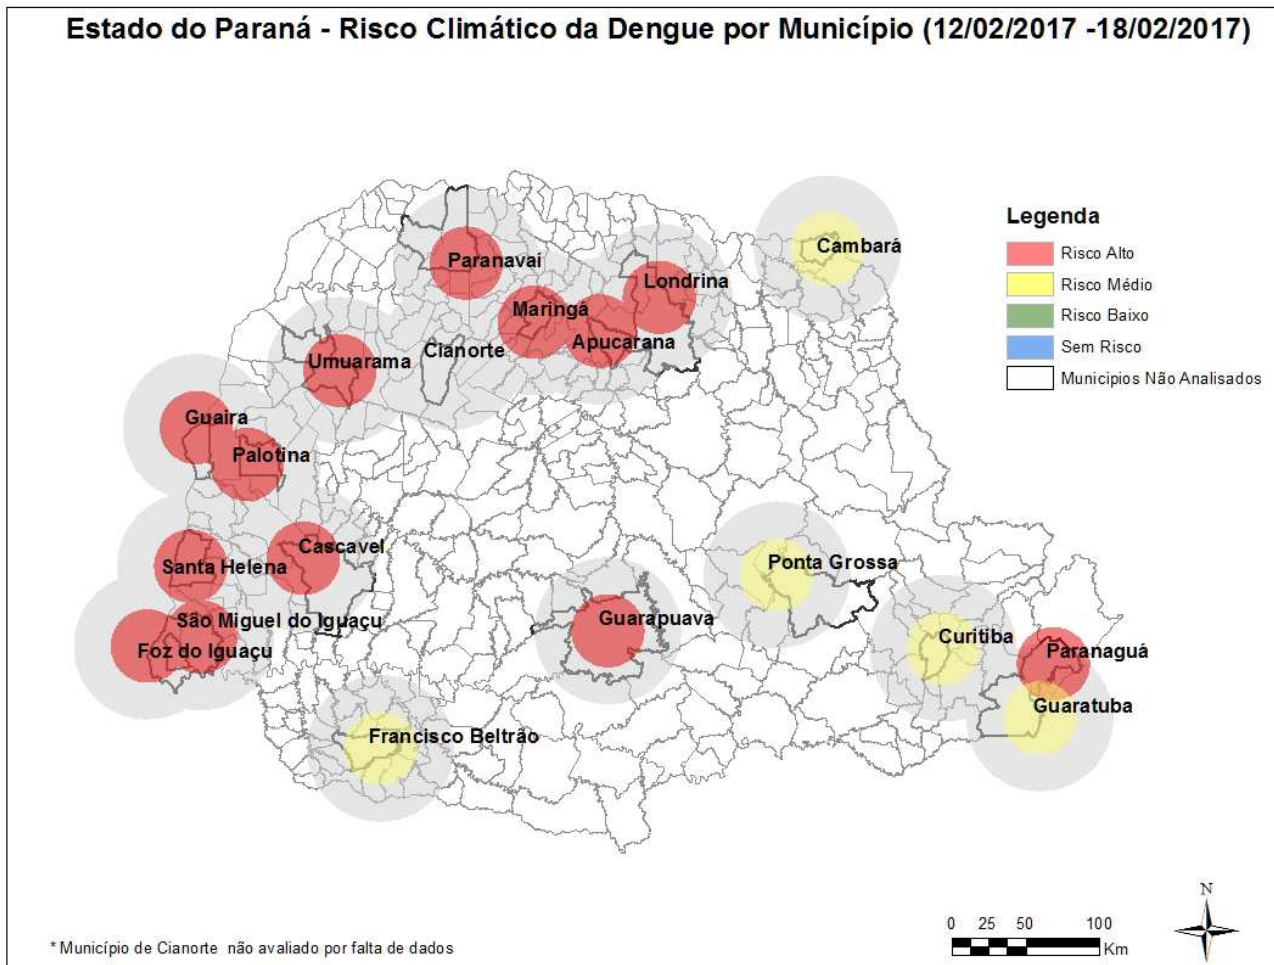 Estado do Paraná - Risco Climático da Dengue por Município (12/02/2017 -18/02/2017)
Cambará
Paranavaí
Londrina
Maringá
Apucarana
Cianorte
Umuarama
Guaira
Palotina
Cascavel
Santa Helena
São Miguel do Iguaçu
Foz do Iguaçu
Ponta Grossa
Guarapuava
Curitiba
Paranaguá
Guaratuba
Francisco Beltrão
Legenda
Risco Alto
Risco Médio
Risco Baixo
Sem Risco
Municipios Não Analisados
* Município de Cianorte não avaliado por falta de dados
0 25 50 100
Km
N